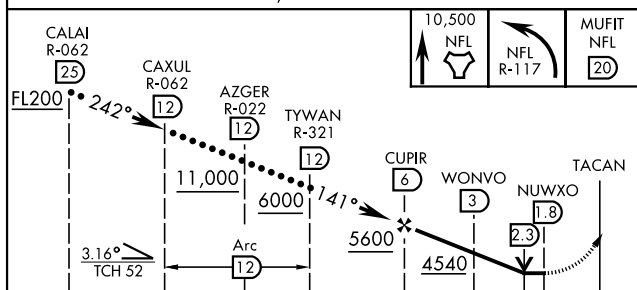 10,500
NFL
NFL
R-117
MUFIT
NFL
20
CALAI
R-062
25
FL200
242°
CAXUL
R-062
12
AZGER
R-022
12
11,000
TYWAN
R-321
12
6000
141°
CUPIR
6
5600
WONVO
3
4540
NUWXO
1.8
2.3
TACAN
3.16°
TCH 52
Arc
12